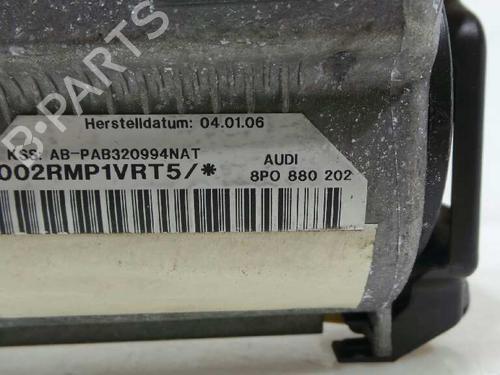 B-PARTS
Herstelldatum: 04.01.06
KSS: AB-PAB320994NAT
002RMP1VRT5/*
AUDI
8P0 880 202